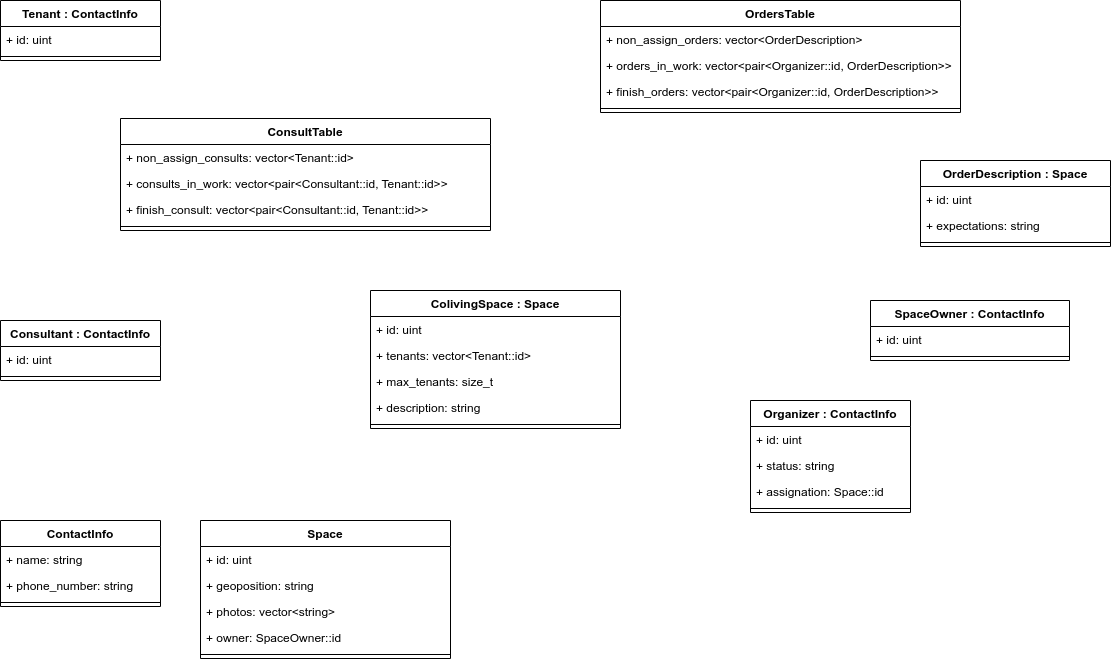 Tenant : ContactInfo
+ id: uint
OrdersTable
+ non_assign_orders: vector<OrderDescription>
+ orders_in_work: vector<pair<Organizer::id, OrderDescription>>
+ finish_orders: vector<pair<Organizer::id, OrderDescription>>
ConsultTable
+ non_assign_consults: vector<Tenant::id>
+ consults_in_work: vector<pair<Consultant::id, Tenant::id>>
+ finish_consult: vector<pair<Consultant::id, Tenant::id>>
OrderDescription : Space
+ id: uint
+ expectations: string
Consultant : ContactInfo
+ id: uint
ColivingSpace : Space
+ id: uint
+ tenants: vector<Tenant::id>
+ max_tenants: size_t
+ description: string
SpaceOwner : ContactInfo
+ id: uint
Organizer : ContactInfo
+ id: uint
+ status: string
+ assignation: Space::id
ContactInfo
+ name: string
+ phone_number: string
Space
+ id: uint
+ geoposition: string
+ photos: vector<string>
+ owner: SpaceOwner::id